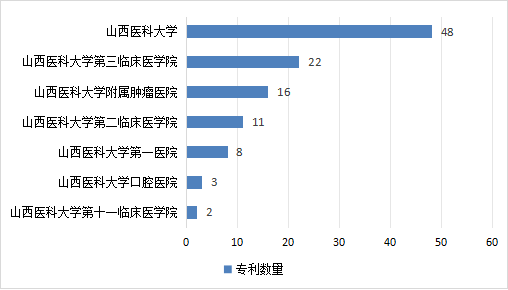 山西医科大学
48
山西医科大学第三临床医学院
22
山西医科大学附属肿瘤医院
16
山西医科大学第二临床医学院
11
山西医科大学第一医院
8
山西医科大学口腔医院
3
山西医科大学第十一临床医学院
2
0 10 20 30 40 50 60
专利数量